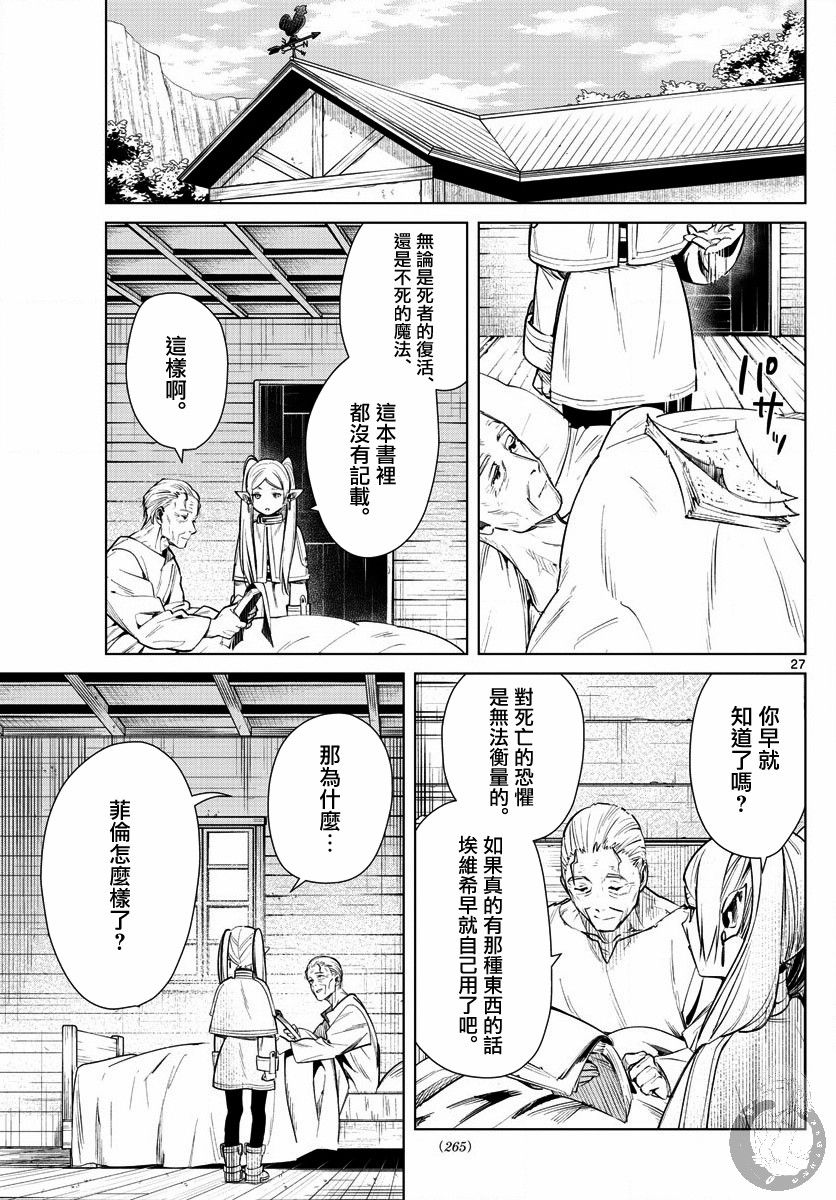 パサッ
無論是死者的復活、
還是不死的魔法、
這本書裡
都沒有記載。
這樣啊。
27
你早就
知道了嗎?
對死亡的恐懼
是無法衡量的。
如果真的有那種東西的話
埃維希早就自己用了吧。
那為什麼…
菲倫怎麼樣了?
(265)